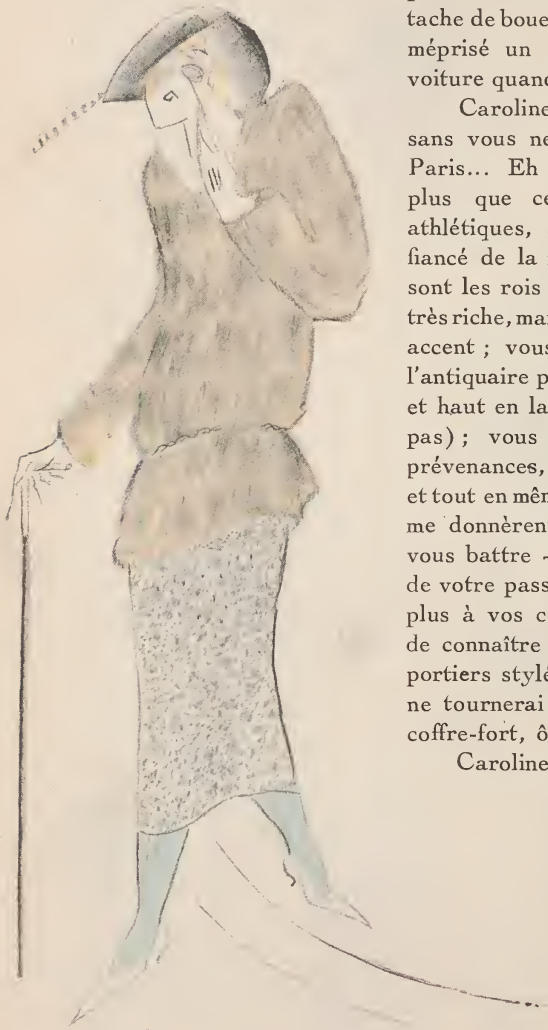 tache de boue
méprisé un
voiture quand
Caroline
sans vous ne
Paris... Eh
plus que ce
athlétiques,
fiancé de la
sont les rois
très riche, mai
accent ; vous
l'antiquaire p
et haut en la
pas) ; vous
prévenances,
et tout en mêm
me donnèren
vous battre -
de votre pass
plus à vos c
de connaître
portiers stylé
ne tournerai
coffre-fort, ô
Caroline